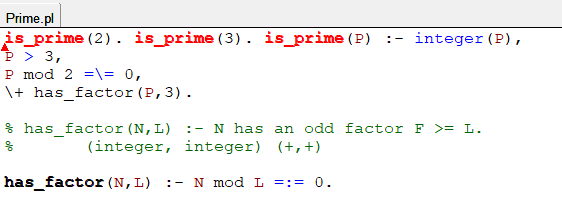 Prime.pl
is_prime(2). is_prime(3). is_prime(P) :- integer(P),
P > 3,
P mod 2 =\= 0,
\+ has_factor(P,3).
% has_factor(N,L) :- N has an odd factor F >= L.
%      (integer, integer) (+,+)
has_factor(N,L) :- N mod L =:= 0.